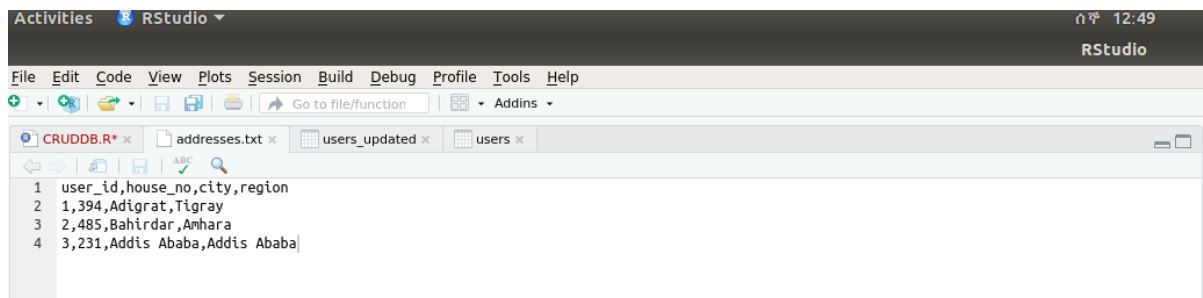 Activities RStudio ሰኞ 12:49
RStudio
File Edit Code View Plots Session Build Debug Profile Tools Help
Go to file/function Addins
CRUDDB.R* addresses.txt users_updated users
ABC
1 user_id,house_no,city,region
2 1,394,Adigrat,Tigray
3 2,485,Bahirdar,Amhara
4 3,231,Addis Ababa,Addis Ababa